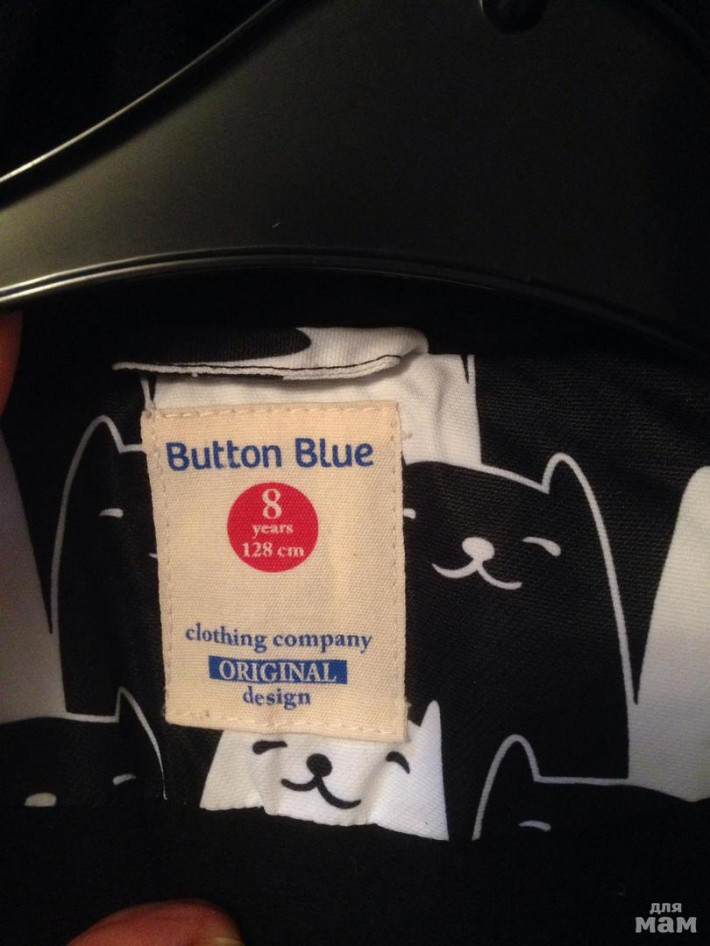 Button Blue
8
years
128 cm
clothing company
ORIGINAL
design
для
мам